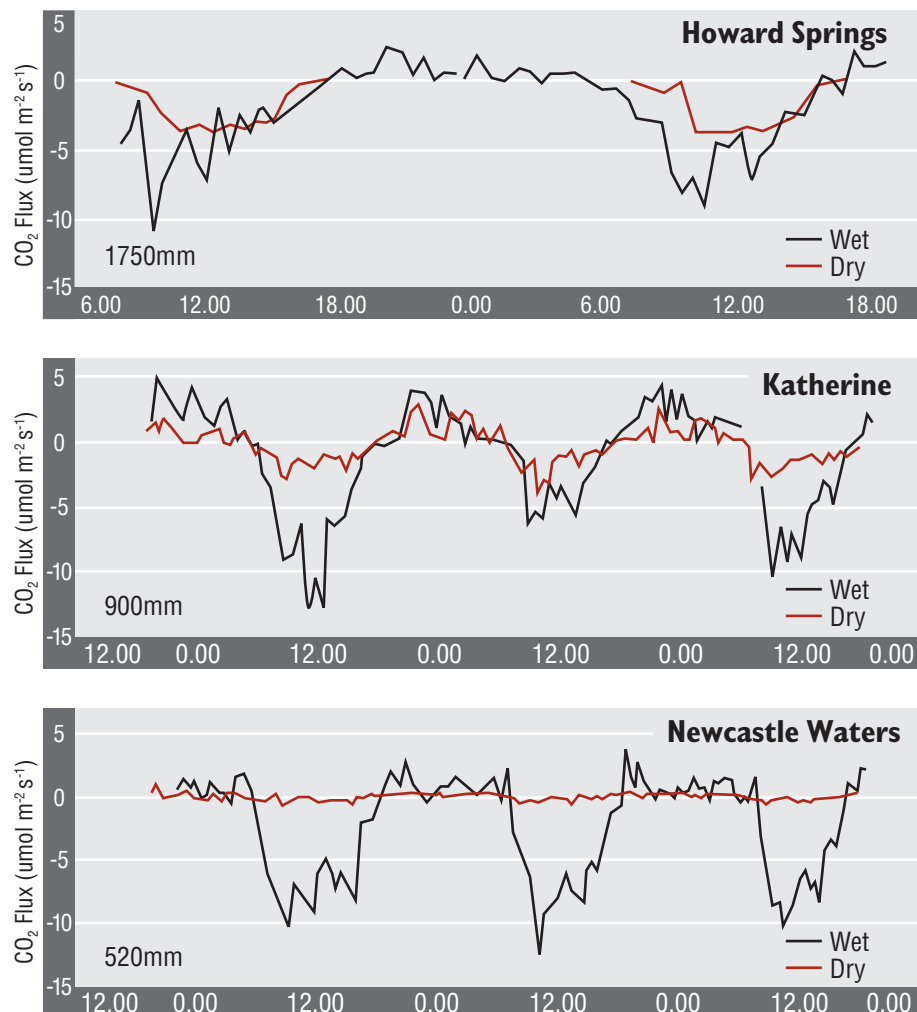 Howard Springs
CO₂ Flux (umol m⁻² s⁻¹)
5
0
-5
-10
-15
1750mm
Wet
Dry
6.00 12.00 18.00 0.00 6.00 12.00 18.00
Katherine
CO₂ Flux (umol m⁻² s⁻¹)
5
0
-5
-10
-15
900mm
Wet
Dry
12.00 0.00 12.00 0.00 12.00 0.00 12.00 0.00
Newcastle Waters
CO₂ Flux (umol m⁻² s⁻¹)
5
0
-5
-10
-15
520mm
Wet
Dry
12.00 0.00 12.00 0.00 12.00 0.00 12.00 0.00